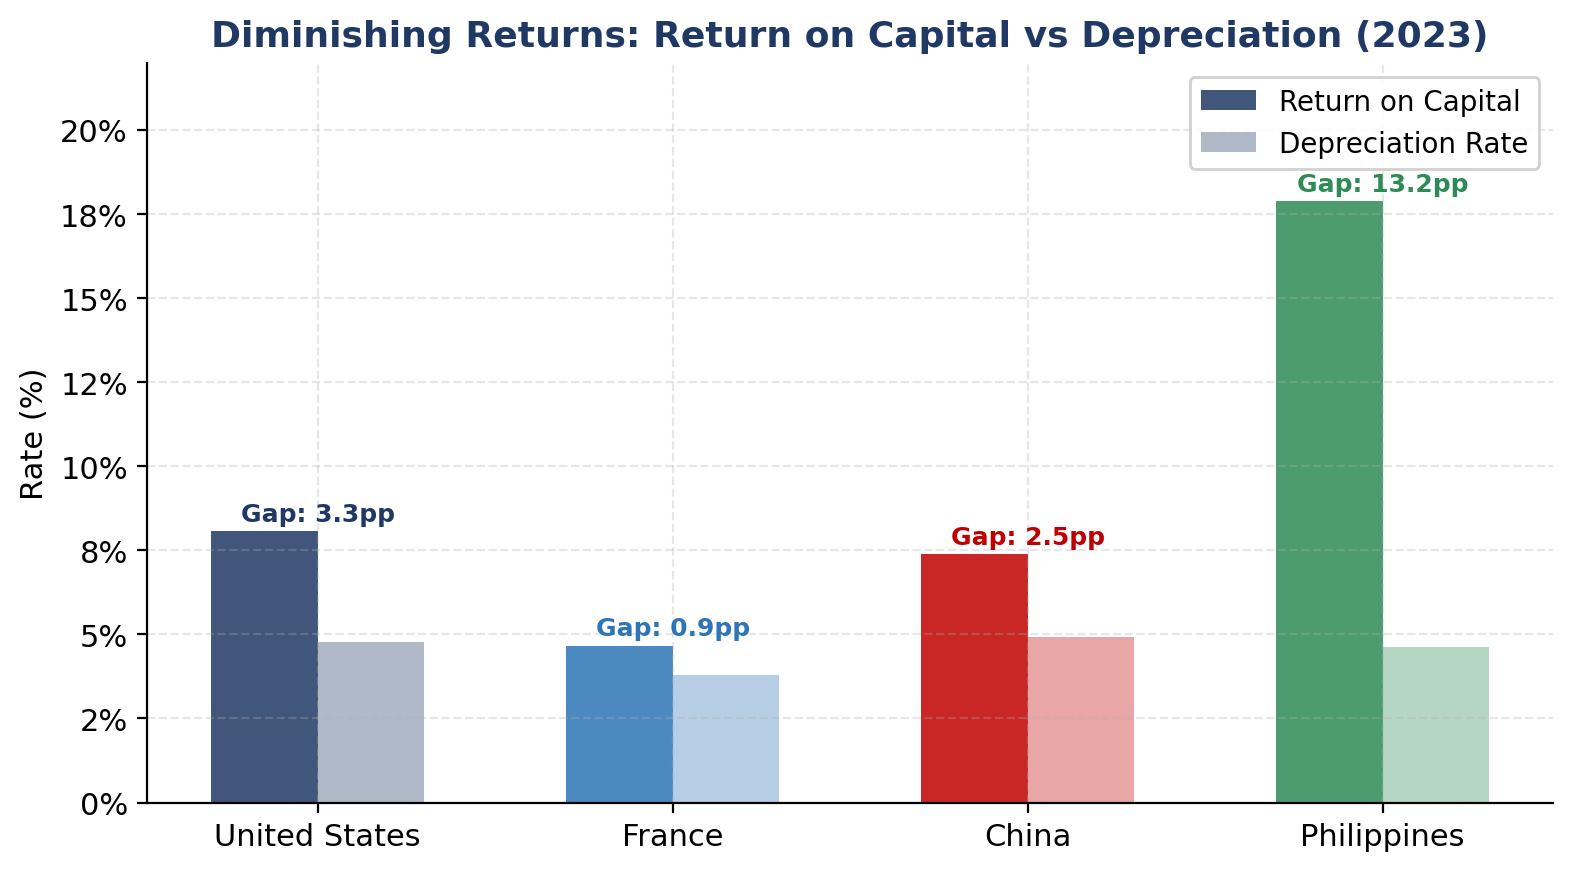 Diminishing Returns: Return on Capital vs Depreciation (2023)
Return on Capital
Depreciation Rate
Rate (%)
20%
18%
15%
12%
10%
8%
5%
2%
0%
Gap: 3.3pp
Gap: 0.9pp
Gap: 2.5pp
Gap: 13.2pp
United States
France
China
Philippines